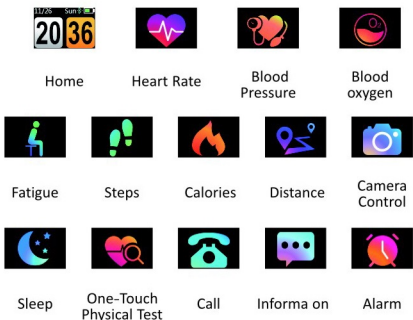 11/26 Sun
20 36
Home
Heart Rate
Blood
Pressure
Blood
oxygen
Fatigue
Steps
Calories
Distance
Camera
Control
Sleep
One-Touch
Physical Test
Call
Informa on
Alarm